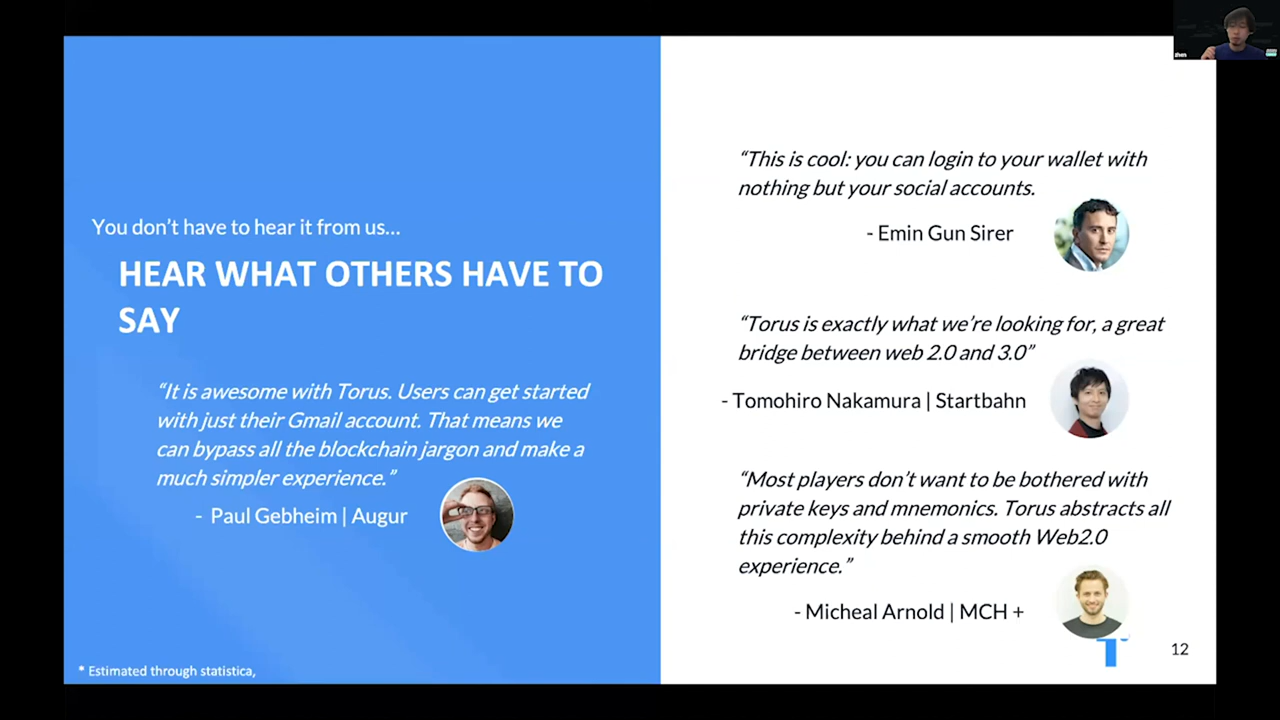 You don’t have to hear it from us...
HEAR WHAT OTHERS HAVE TO
SAY
“It is awesome with Torus. Users can get started
with just their Gmail account. That means we
can bypass all the blockchain jargon and make a
much simpler experience.”
- Paul Gebheim | Augur
* Estimated through statistica,
“This is cool: you can login to your wallet with
nothing but your social accounts.
- Emin Gun Sirer
“Torus is exactly what we’re looking for, a great
bridge between web 2.0 and 3.0”
- Tomohiro Nakamura | Startbahn
“Most players don’t want to be bothered with
private keys and mnemonics. Torus abstracts all
this complexity behind a smooth Web2.0
experience.”
- Micheal Arnold | MCH +
12